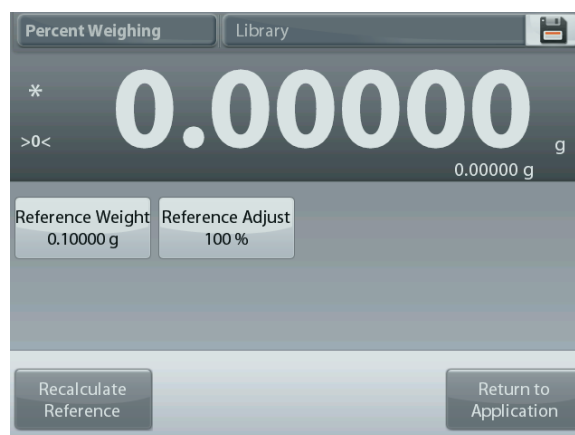 Percent Weighing
Library
*
>0<
0.00000 g
0.00000 g
Reference Weight
0.10000 g
Reference Adjust
100 %
Recalculate
Reference
Return to
Application